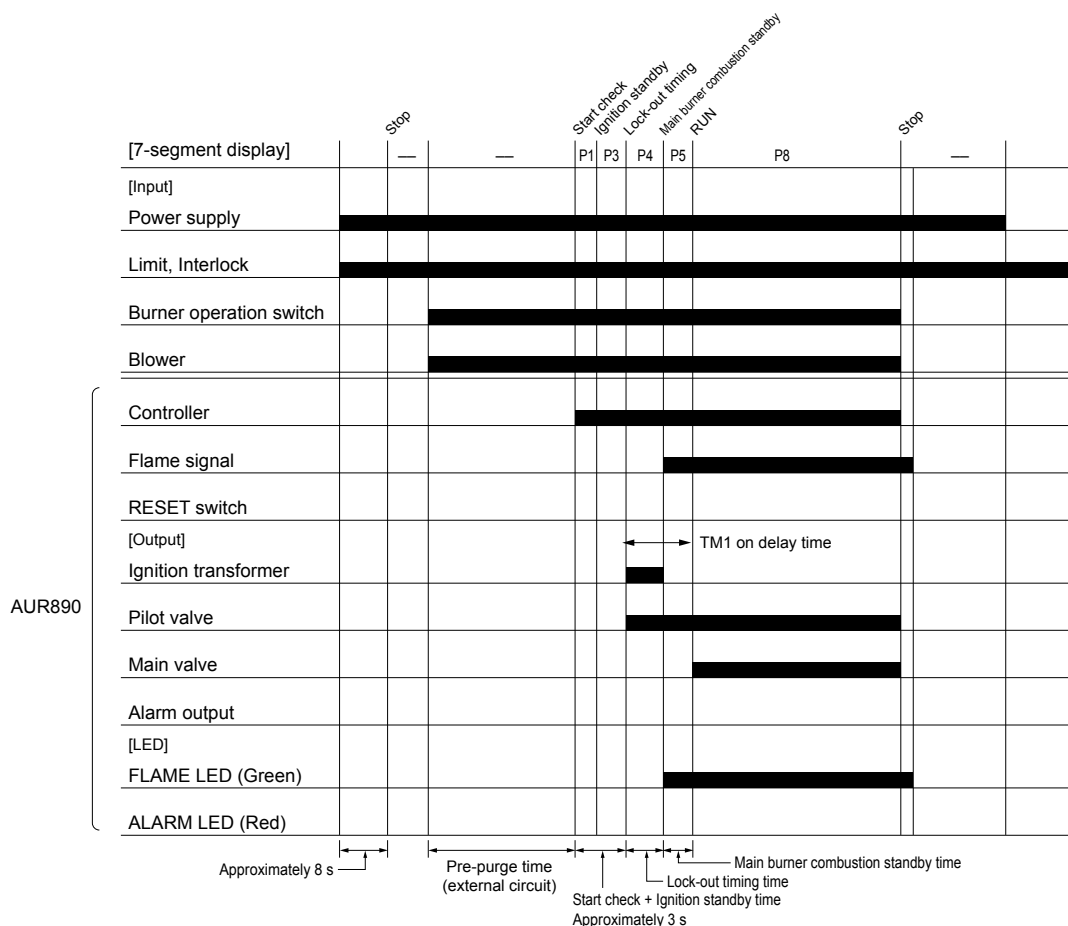 Stop
Start check
Ignition standby
Lock-out timing
Main burner combustion standby
RUN
Stop
[7-segment display] — — P1 P3 P4 P5 P8 —
[Input]
Power supply
Limit, Interlock
Burner operation switch
Blower
Controller
Flame signal
RESET switch
[Output]
TM1 on delay time
Ignition transformer
AUR890
Pilot valve
Main valve
Alarm output
[LED]
FLAME LED (Green)
ALARM LED (Red)
Approximately 8 s
Pre-purge time
(external circuit)
Main burner combustion standby time
Lock-out timing time
Start check + Ignition standby time
Approximately 3 s